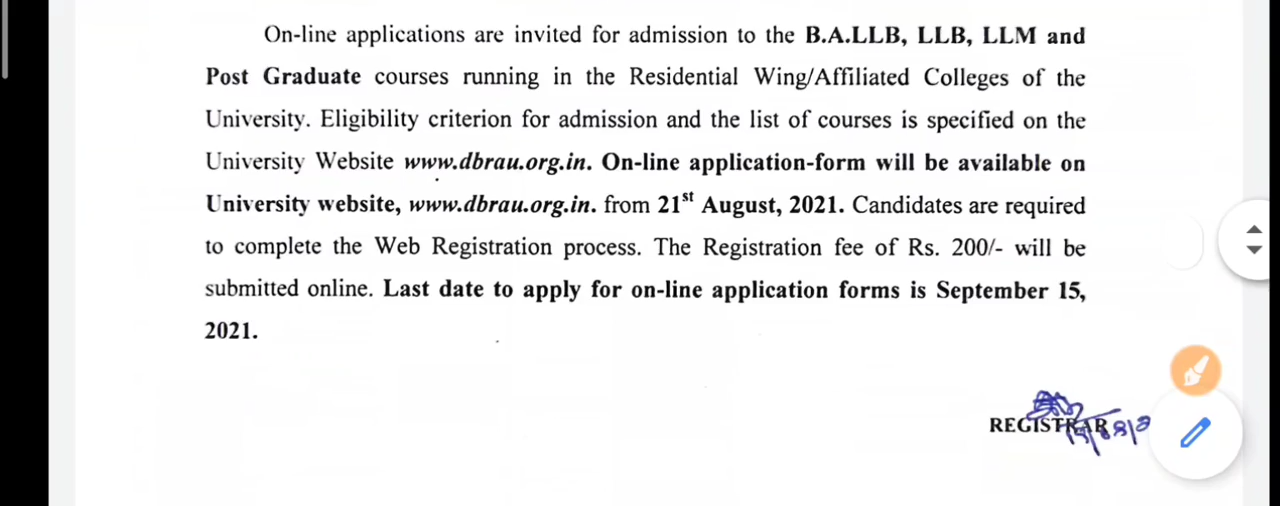 On-line applications are invited for admission to the B.A.LLB, LLB, LLM and
Post Graduate courses running in the Residential Wing/Affiliated Colleges of the
University. Eligibility criterion for admission and the list of courses is specified on the
University Website www.dbrau.org.in. On-line application-form will be available on
University website, www.dbrau.org.in. from 21st August, 2021. Candidates are required
to complete the Web Registration process. The Registration fee of Rs. 200/- will be
submitted online. Last date to apply for on-line application forms is September 15,
2021.
REGISTRAR